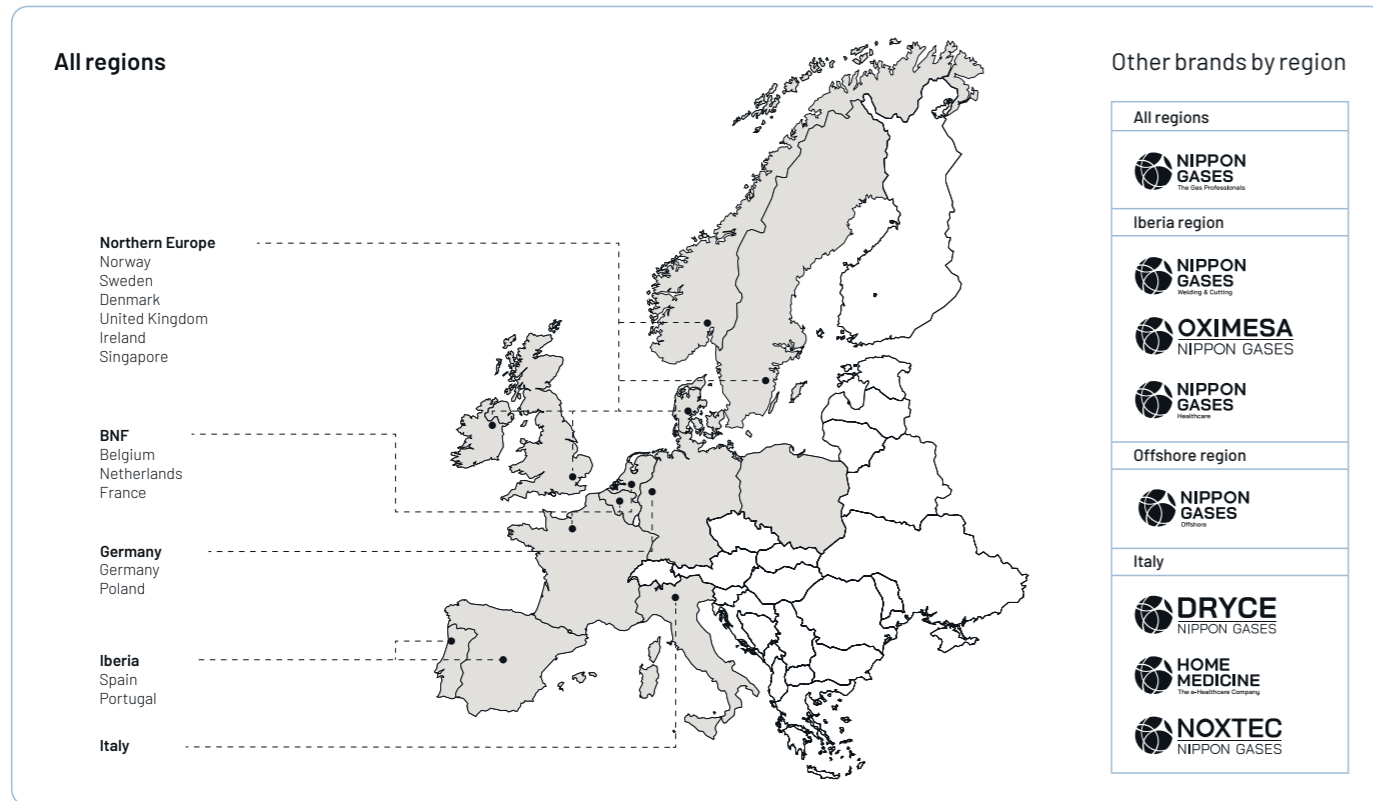 All regions
Northern Europe
Norway
Sweden
Denmark
United Kingdom
Ireland
Singapore
BNF
Belgium
Netherlands
France
Germany
Germany
Poland
Iberia
Spain
Portugal
Italy
Other brands by region
All regions
NIPPON
GASES
The Gas Professionals
Iberia region
NIPPON
GASES
Welding & Cutting
OXIMESA
NIPPON GASES
NIPPON
GASES
Healthcare
Offshore region
NIPPON
GASES
Offshore
Italy
DRYCE
NIPPON GASES
HOME
MEDICINE
The e-Healthcare Company
NOXTEC
NIPPON GASES